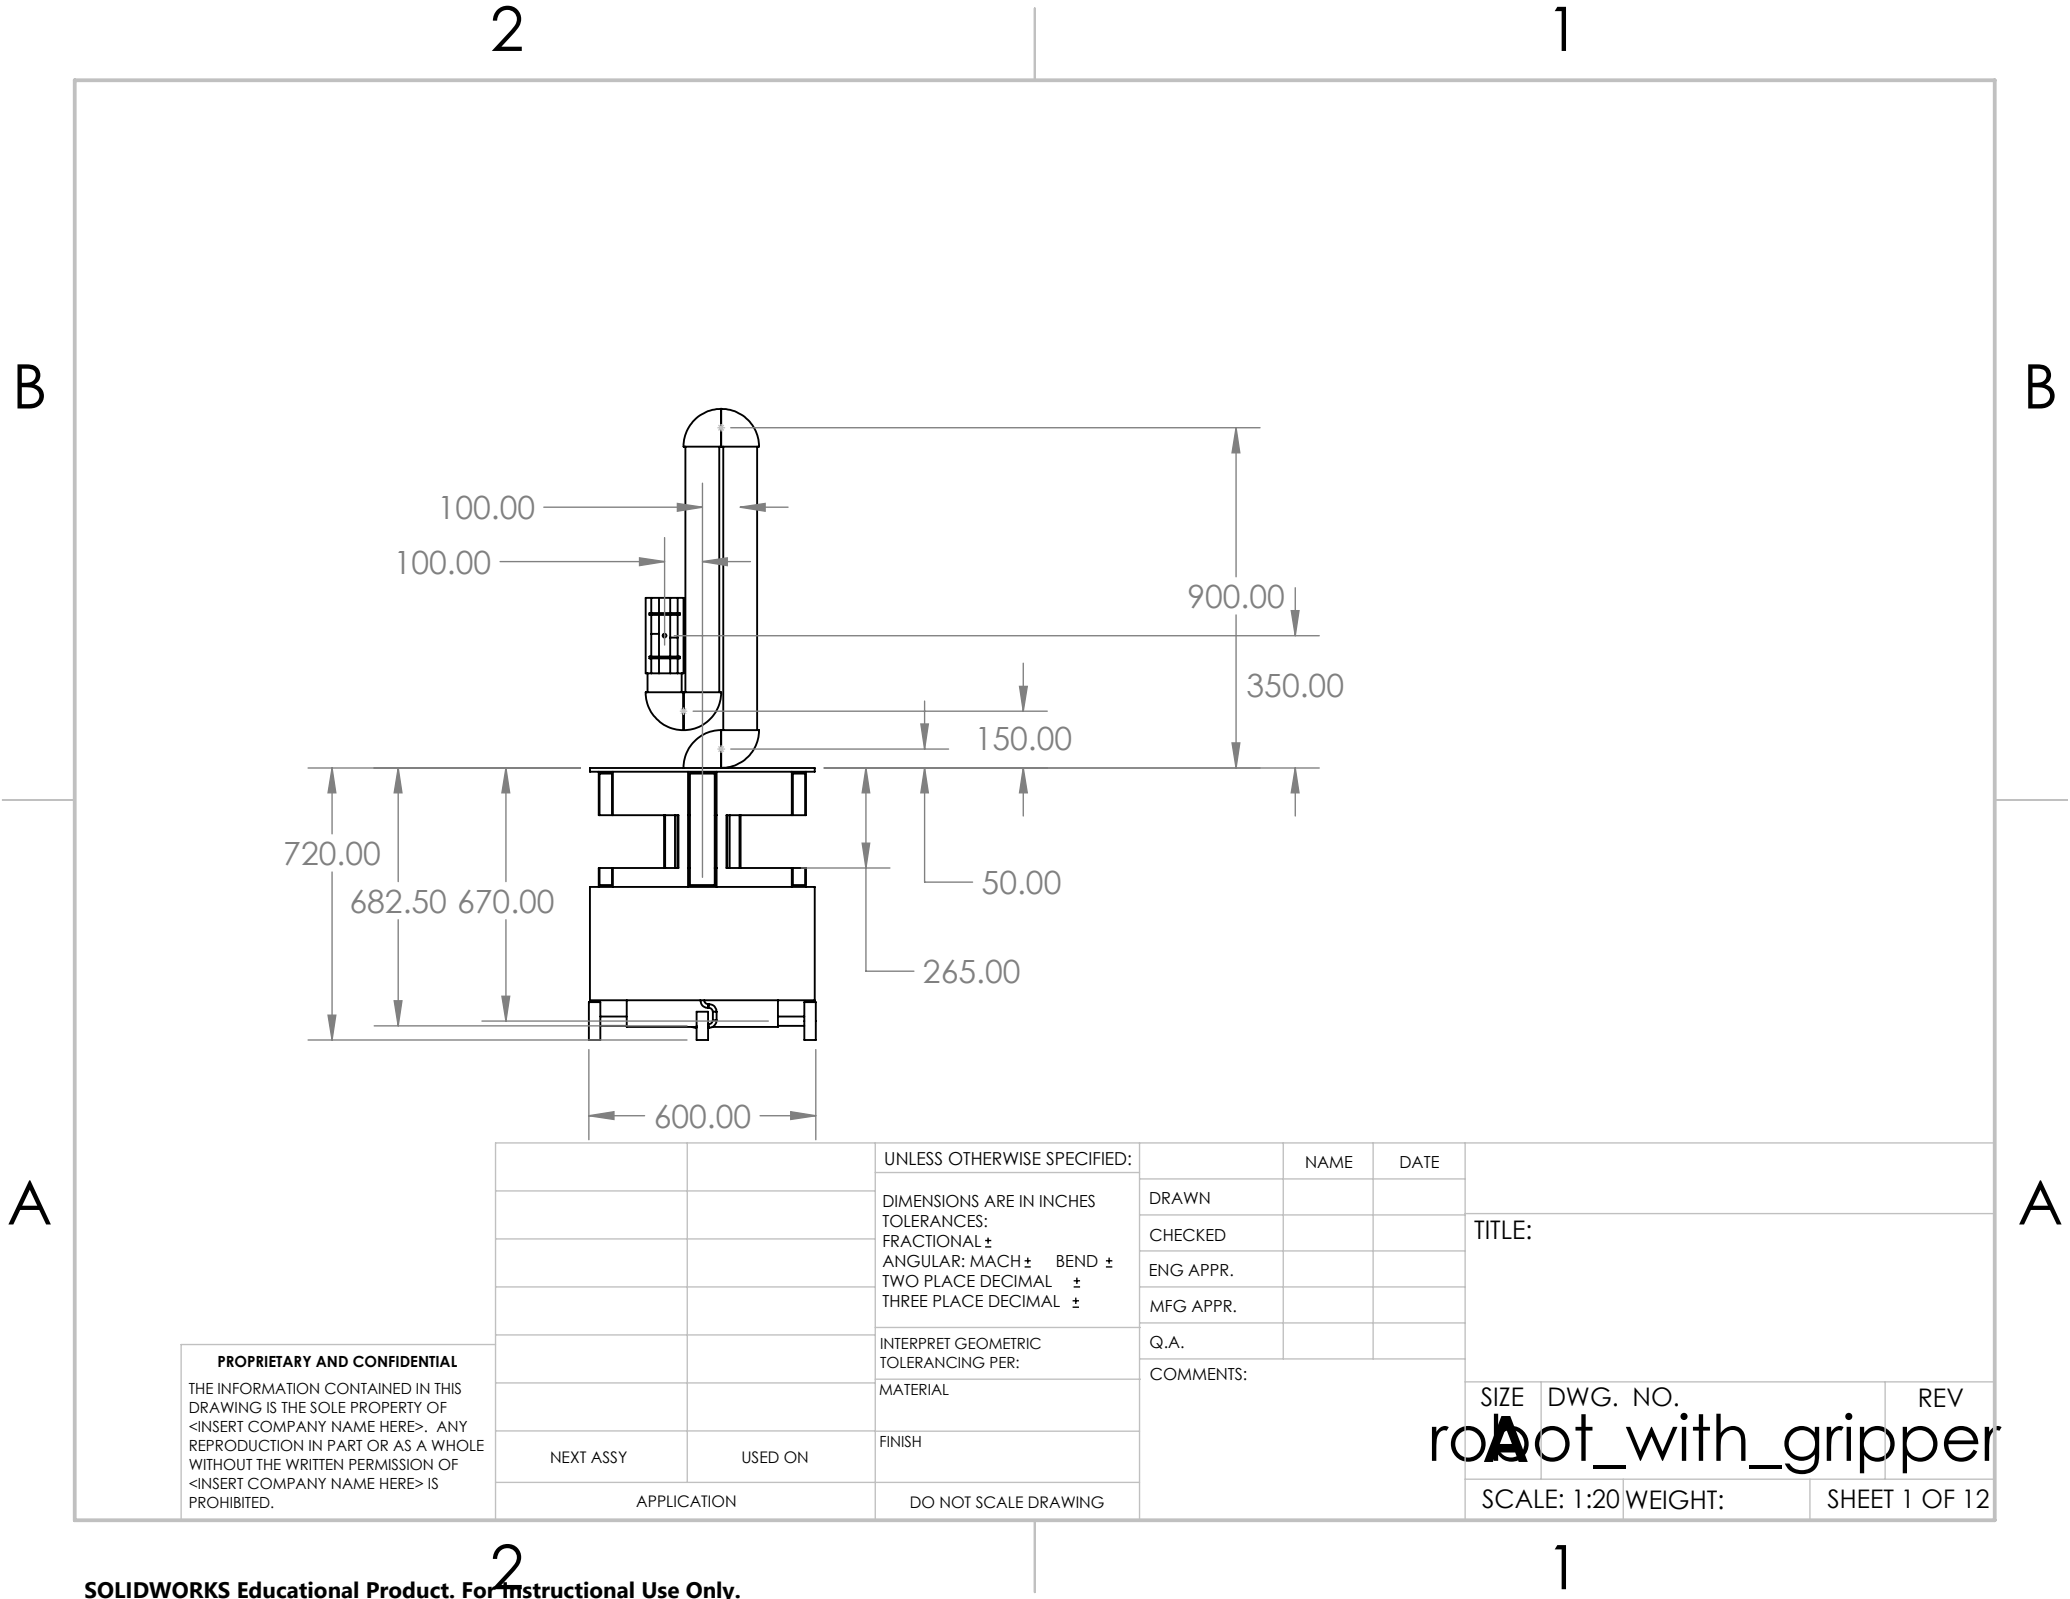 2
1
B
B
100.00
100.00
900.00
350.00
150.00
720.00
682.50 670.00
50.00
265.00
600.00
A
A
UNLESS OTHERWISE SPECIFIED:
DIMENSIONS ARE IN INCHES
TOLERANCES:
FRACTIONAL ±
ANGULAR: MACH ± BEND ±
TWO PLACE DECIMAL ±
THREE PLACE DECIMAL ±
INTERPRET GEOMETRIC
TOLERANCING PER:
MATERIAL
FINISH
DO NOT SCALE DRAWING
NAME DATE
DRAWN
CHECKED
ENG APPR.
MFG APPR.
Q.A.
COMMENTS:
TITLE:
SIZE DWG. NO. REV
A
robot_with_gripper
SCALE: 1:20 WEIGHT: SHEET 1 OF 12
PROPRIETARY AND CONFIDENTIAL
THE INFORMATION CONTAINED IN THIS
DRAWING IS THE SOLE PROPERTY OF
<INSERT COMPANY NAME HERE>. ANY
REPRODUCTION IN PART OR AS A WHOLE
WITHOUT THE WRITTEN PERMISSION OF
<INSERT COMPANY NAME HERE> IS
PROHIBITED.
NEXT ASSY USED ON
APPLICATION
2
1
SOLIDWORKS Educational Product. For Instructional Use Only.